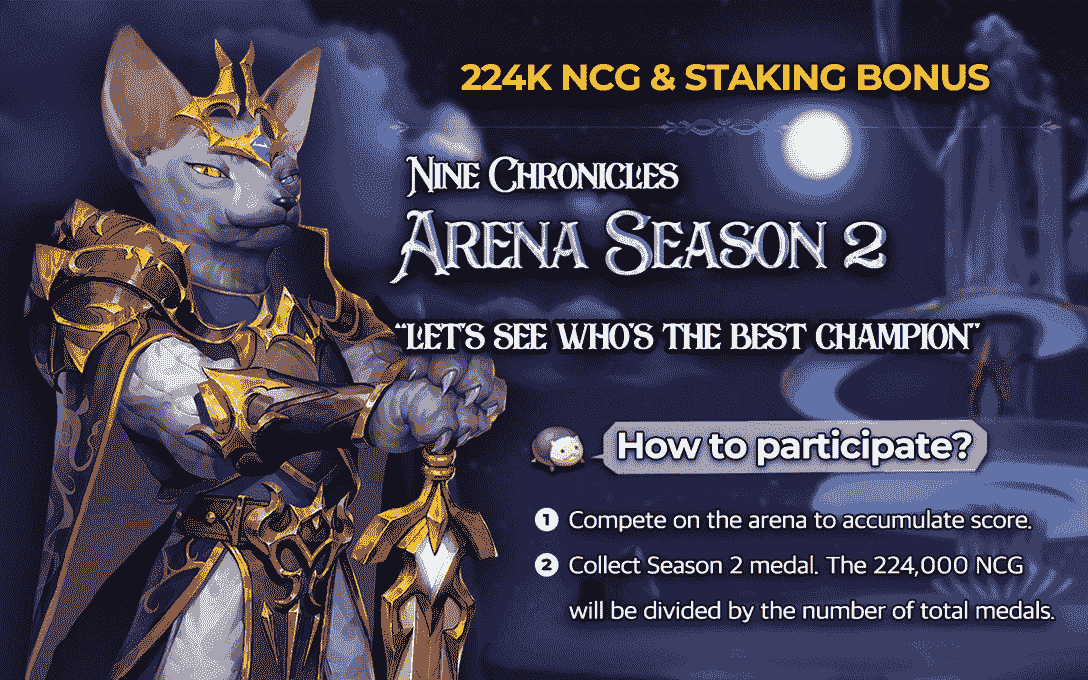 224K NCG & STAKING BONUS
NINE CHRONICLES
ARENA SEASON 2
"LET'S SEE WHO'S THE BEST CHAMPION"
How to participate?
1 Compete on the arena to accumulate score.
2 Collect Season 2 medal. The 224,000 NCG
will be divided by the number of total medals.